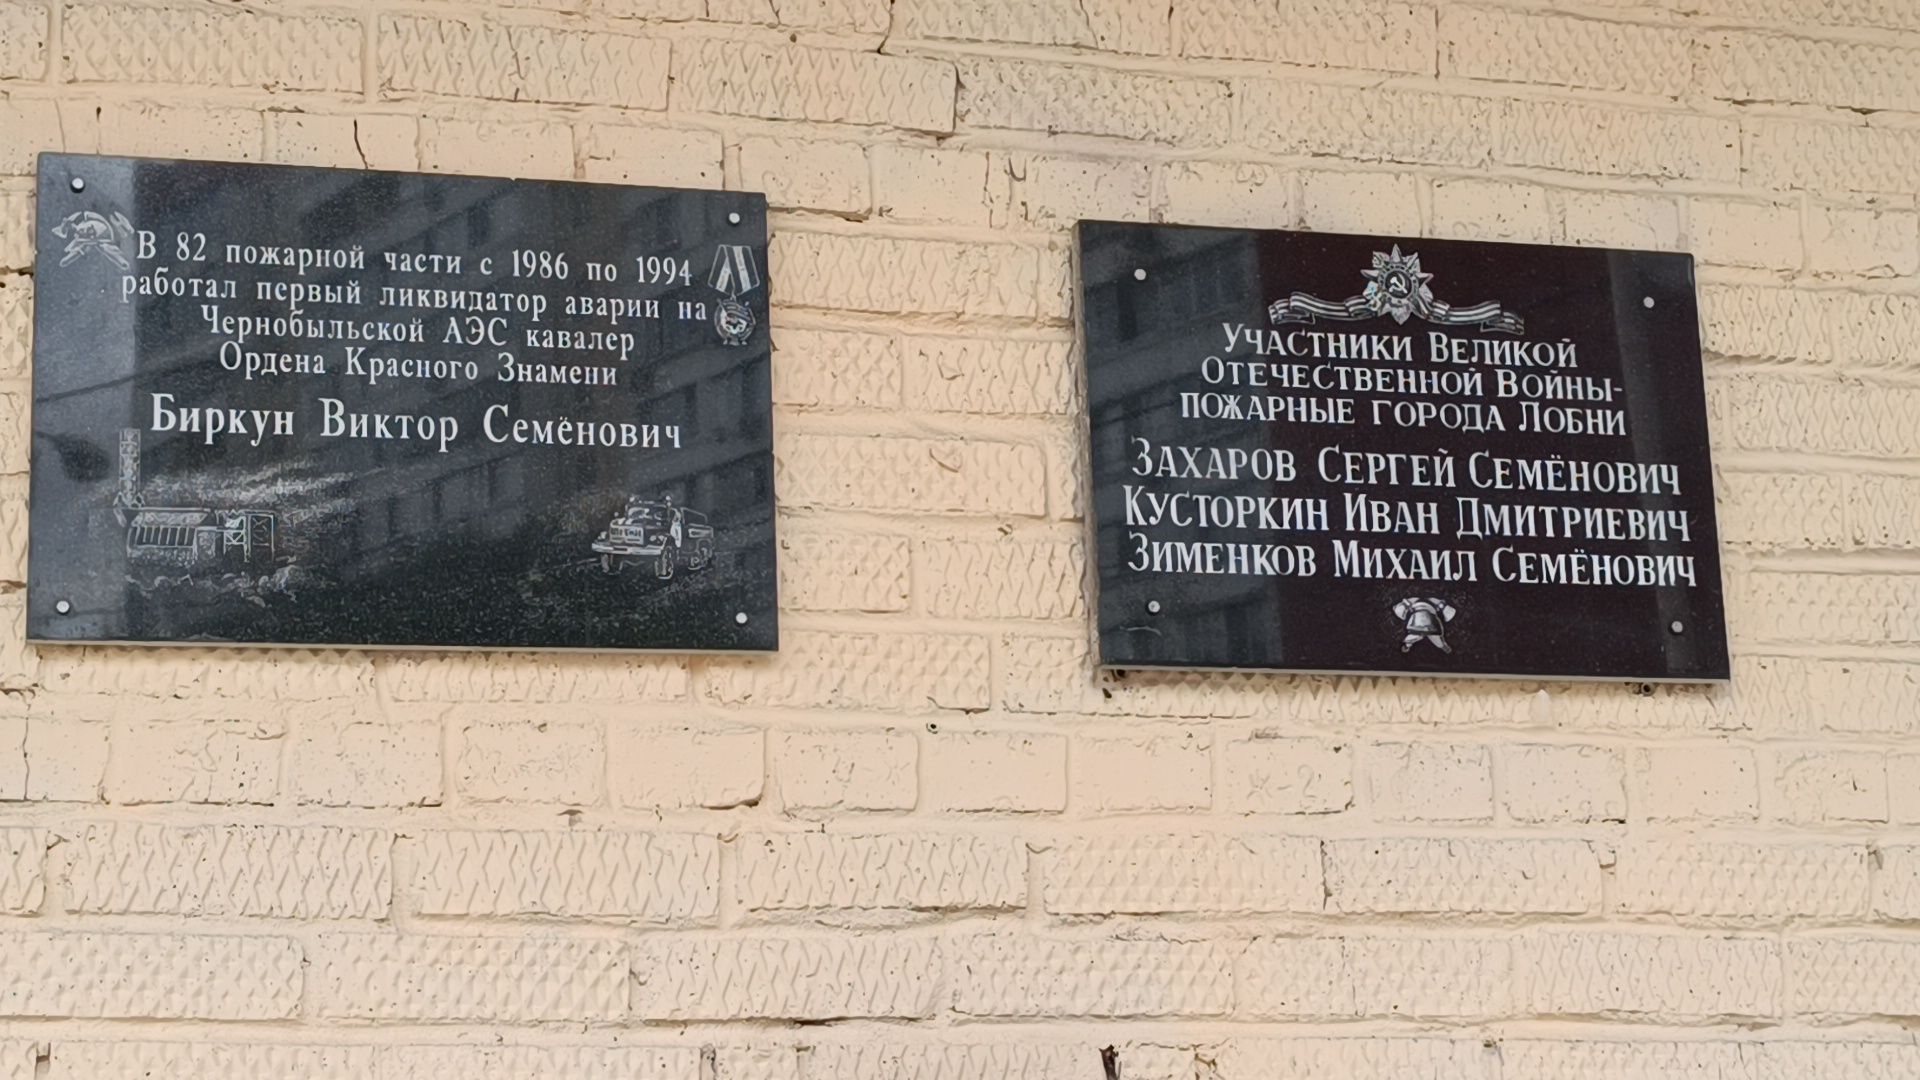 В 82 пожарной части с 1986 по 1994
работал первый ликвидатор аварии на
Чернобыльской АЭС кавалер
Ордена Красного Знамени
Биркун Виктор Семёнович
Участники Великой
Отечественной Войны-
пожарные города Лобни
Захаров Сергей Семёнович
Кусторкин Иван Дмитриевич
Зименков Михаил Семёнович